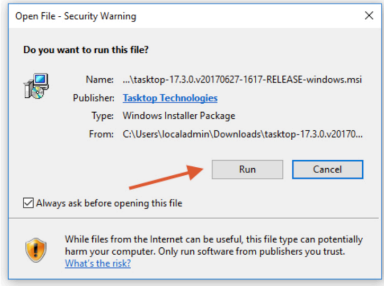 Open File - Security Warning
Do you want to run this file?
Name: ...\tasktop-17.3.0.v20170627-1617-RELEASE-windows.msi
Publisher: Tasktop Technologies
Type: Windows Installer Package
From: C:\Users\localadmin\Downloads\tasktop-17.3.0.v20170...
Run Cancel
Always ask before opening this file
While files from the Internet can be useful, this file type can potentially
harm your computer. Only run software from publishers you trust.
What's the risk?